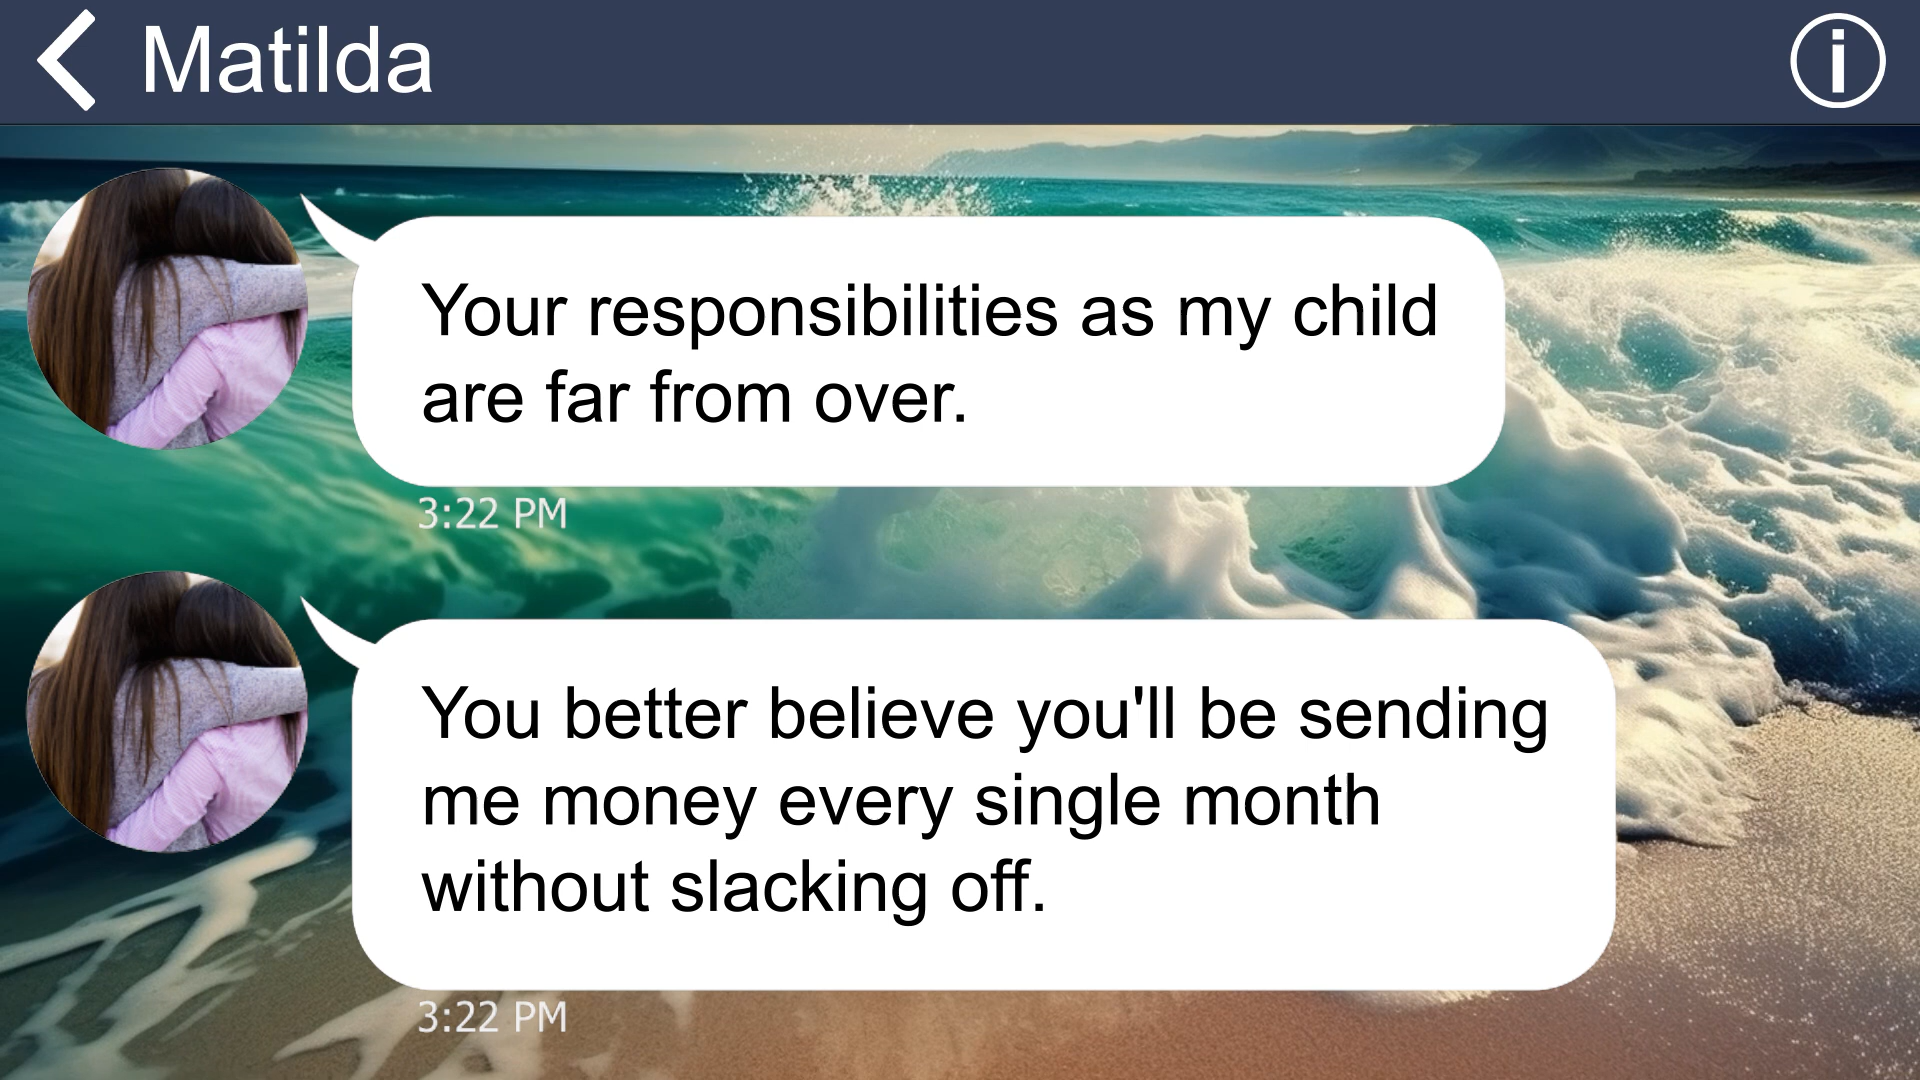 Matilda
Your responsibilities as my child
are far from over.
3:22 PM
You better believe you'll be sending
me money every single month
without slacking off.
3:22 PM